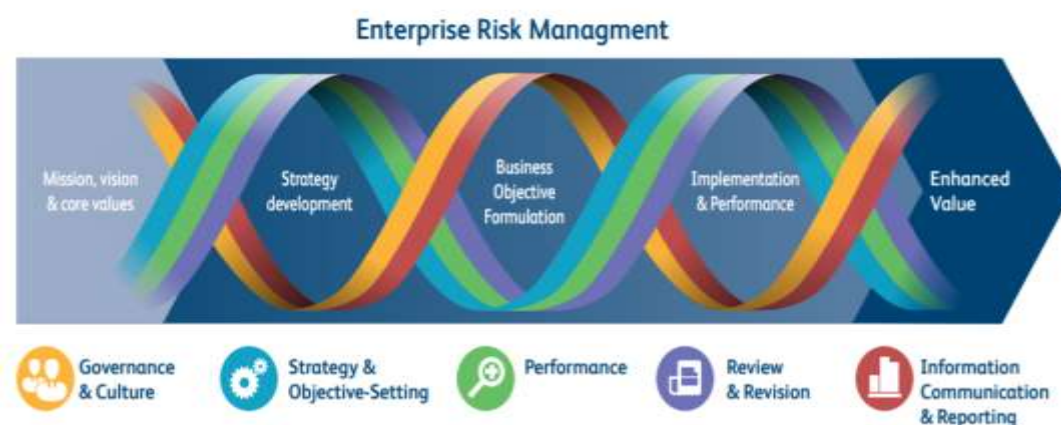 Enterprise Risk Managment
Mission, vision
& core values
Strategy
development
Business
Objective
Formulation
Implementation
& Performance
Enhanced
Value
Governance
& Culture
Strategy &
Objective-Setting
Performance
Review
& Revision
Information
Communication
& Reporting